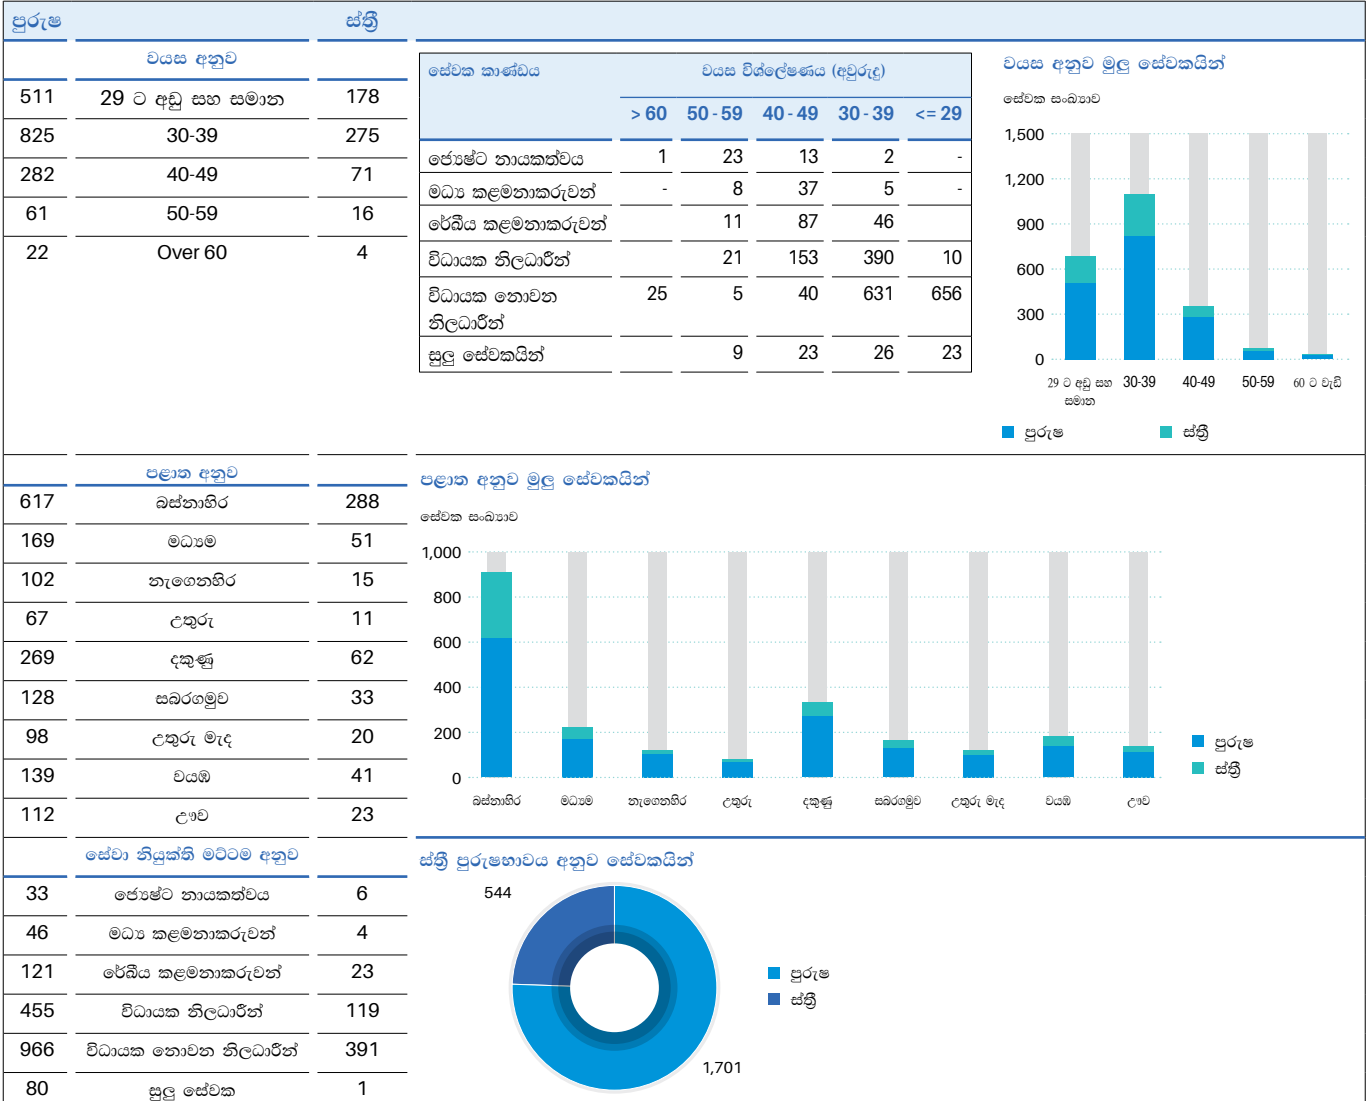 පුරුෂ ස්ත්‍රී
වයස අනුව
511 29 ට අඩු සහ සමාන 178
825 30-39 275
282 40-49 71
61 50-59 16
22 Over 60 4
සේවක කාණ්ඩය වයස විශ්ලේෂණය (අවුරුදු)
> 60 50 - 59 40 - 49 30 - 39 <= 29
ජ්‍යෙෂ්ට නායකත්වය 1 23 13 2 -
මධ්‍ය කළමනාකරුවන් - 8 37 5 -
රේඛීය කළමනාකරුවන් 11 87 46
විධායක නිලධාරීන් 21 153 390 10
විධායක නොවන 25 5 40 631 656
නිලධාරීන්
සුලු සේවකයින් 9 23 26 23
වයස අනුව මුලු සේවකයින්
සේවක සංඛ්‍යාව
1,500
1,200
900
600
300
0
29 ට අඩු සහ 30-39 40-49 50-59 60 ට වැඩි
සමාන
පුරුෂ ස්ත්‍රී
පළාත අනුව
617 බස්නාහිර 288
169 මධ්‍යම 51
102 නැගෙනහිර 15
67 උතුරු 11
269 දකුණු 62
128 සබරගමුව 33
98 උතුරු මැද 20
139 වයඹ 41
112 ඌව 23
පළාත අනුව මුලු සේවකයින්
සේවක සංඛ්‍යාව
1,000
800
600
400
200
0
බස්නාහිර මධ්‍යම නැගෙනහිර උතුරු දකුණු සබරගමුව උතුරු මැද වයඹ ඌව
පුරුෂ
ස්ත්‍රී
සේවා නියුක්ති මට්ටම අනුව
33 ජ්‍යෙෂ්ට නායකත්වය 6
46 මධ්‍ය කළමනාකරුවන් 4
121 රේඛීය කළමනාකරුවන් 23
455 විධායක නිලධාරීන් 119
966 විධායක නොවන නිලධාරීන් 391
80 සුලු සේවක 1
ස්ත්‍රී පුරුෂභාවය අනුව සේවකයින්
544
පුරුෂ
ස්ත්‍රී
1,701